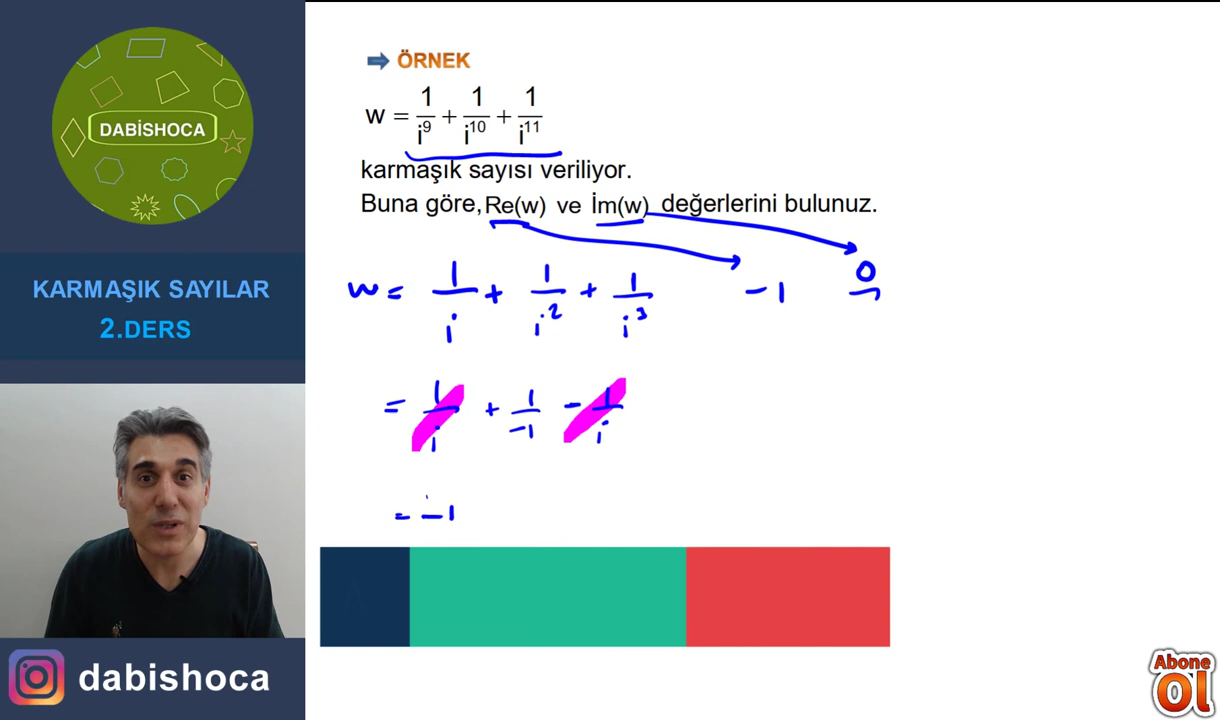 DABİSHOCA
KARMAŞIK SAYILAR
2.DERS
dabishoca
ÖRNEK
w = 1/i⁹ + 1/i¹⁰ + 1/i¹¹
karmaşık sayısı veriliyor.
Buna göre, Re(w) ve İm(w) değerlerini bulunuz.
w = 1/i + 1/i² + 1/i³ -1 0
= 1/i + 1/-1 - 1/i
= -1
Abone
ol